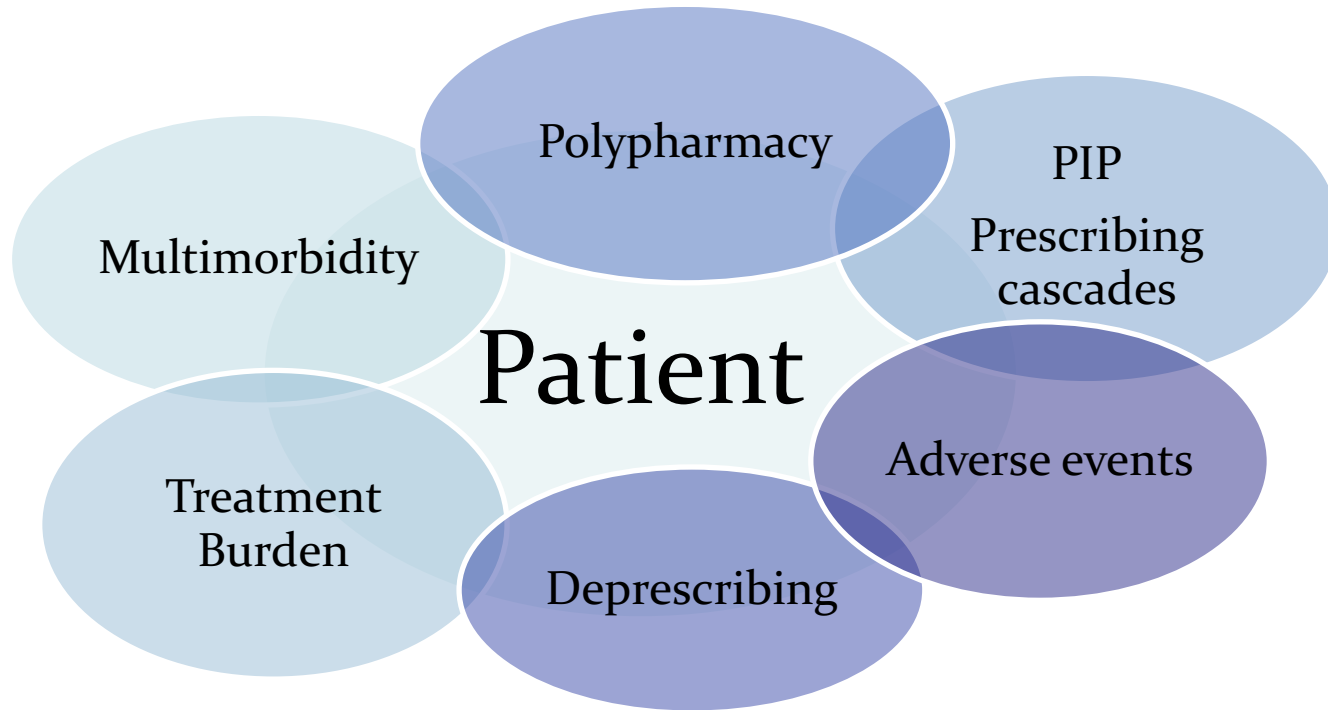 Polypharmacy
PIP
Prescribing
cascades
Multimorbidity
Patient
Adverse events
Treatment
Burden
Deprescribing